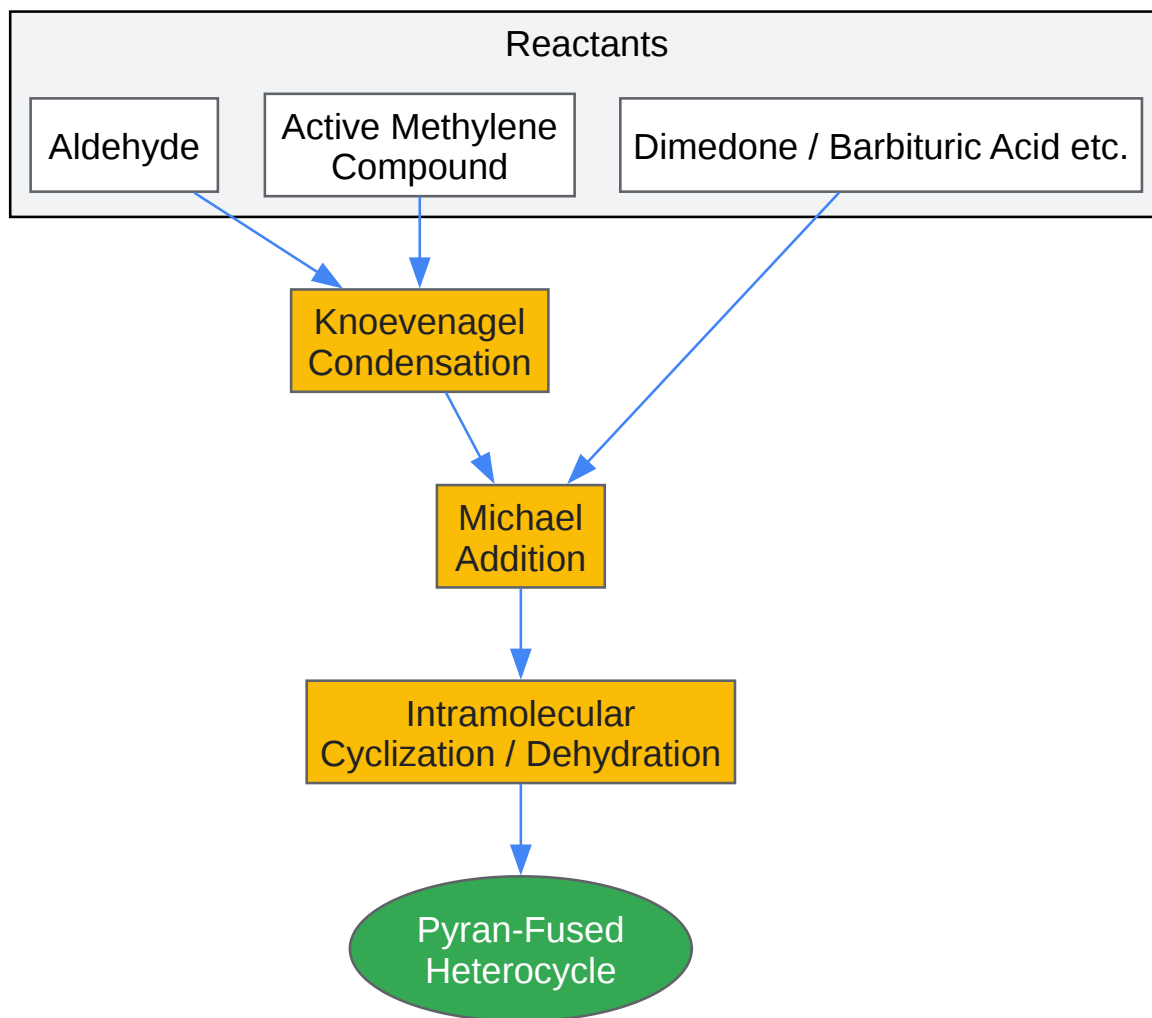 Reactants
Aldehyde
Active Methylene
Compound
Dimedone / Barbituric Acid etc.
Knoevenagel
Condensation
Michael
Addition
Intramolecular
Cyclization / Dehydration
Pyran-Fused
Heterocycle